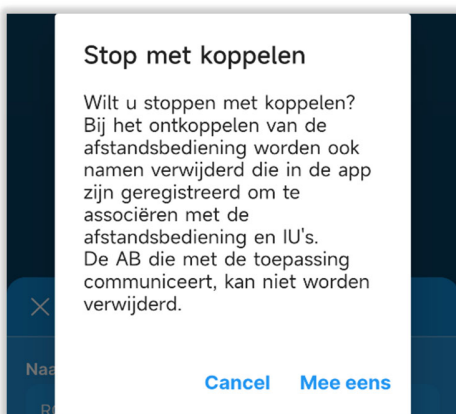 Stop met koppelen
Wilt u stoppen met koppelen?
Bij het ontkoppelen van de
afstandsbediening worden ook
namen verwijderd die in de app
zijn geregistreerd om te
associëren met de
afstandsbediening en IU's.
De AB die met de toepassing
communiceert, kan niet worden
verwijderd.
Naa
Cancel Mee eens